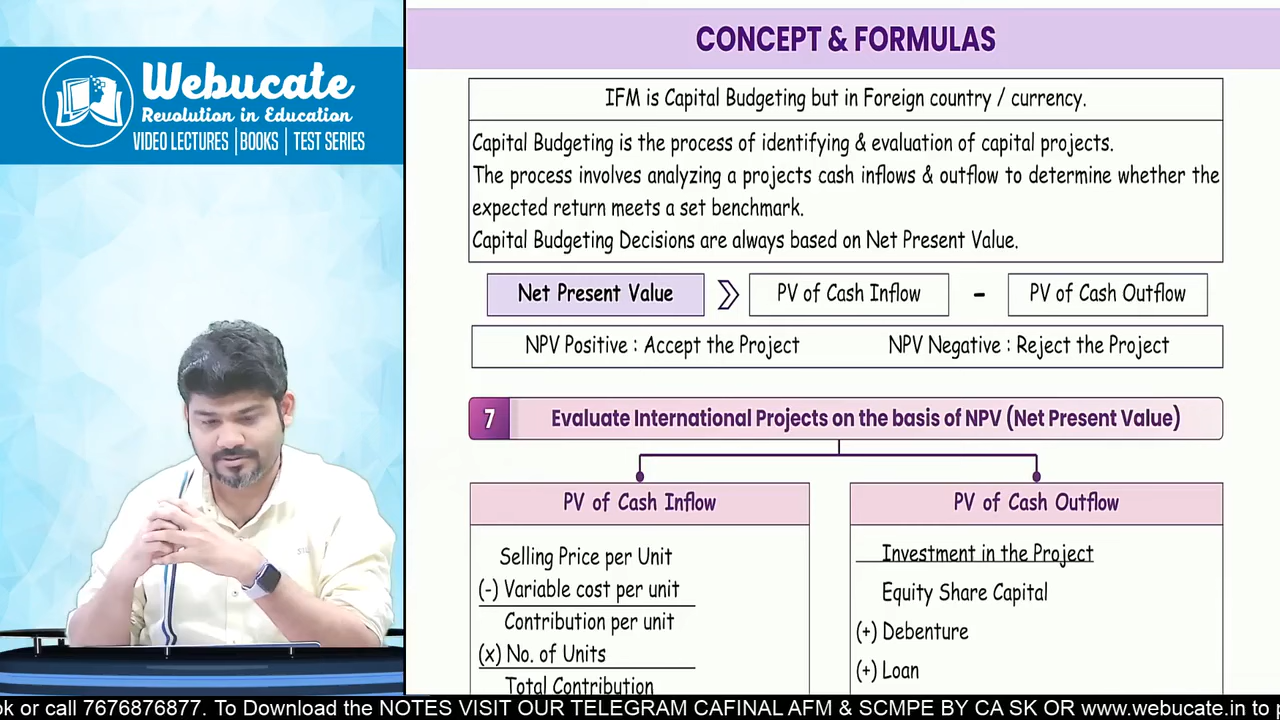 Webucate
Revolution in Education
VIDEO LECTURES | BOOKS | TEST SERIES
CONCEPT & FORMULAS
IFM is Capital Budgeting but in Foreign country / currency.
Capital Budgeting is the process of identifying & evaluation of capital projects.
The process involves analyzing a projects cash inflows & outflow to determine whether the
expected return meets a set benchmark.
Capital Budgeting Decisions are always based on Net Present Value.
Net Present Value PV of Cash Inflow - PV of Cash Outflow
NPV Positive : Accept the Project NPV Negative : Reject the Project
7 Evaluate International Projects on the basis of NPV (Net Present Value)
PV of Cash Inflow
Selling Price per Unit
(-) Variable cost per unit
Contribution per unit
(x) No. of Units
Total Contribution
PV of Cash Outflow
Investment in the Project
Equity Share Capital
(+) Debenture
(+) Loan
or call 7676876877. To Download the NOTES VISIT OUR TELEGRAM CAFINAL AFM & SCMPE BY CA SK OR www.webucate.in to